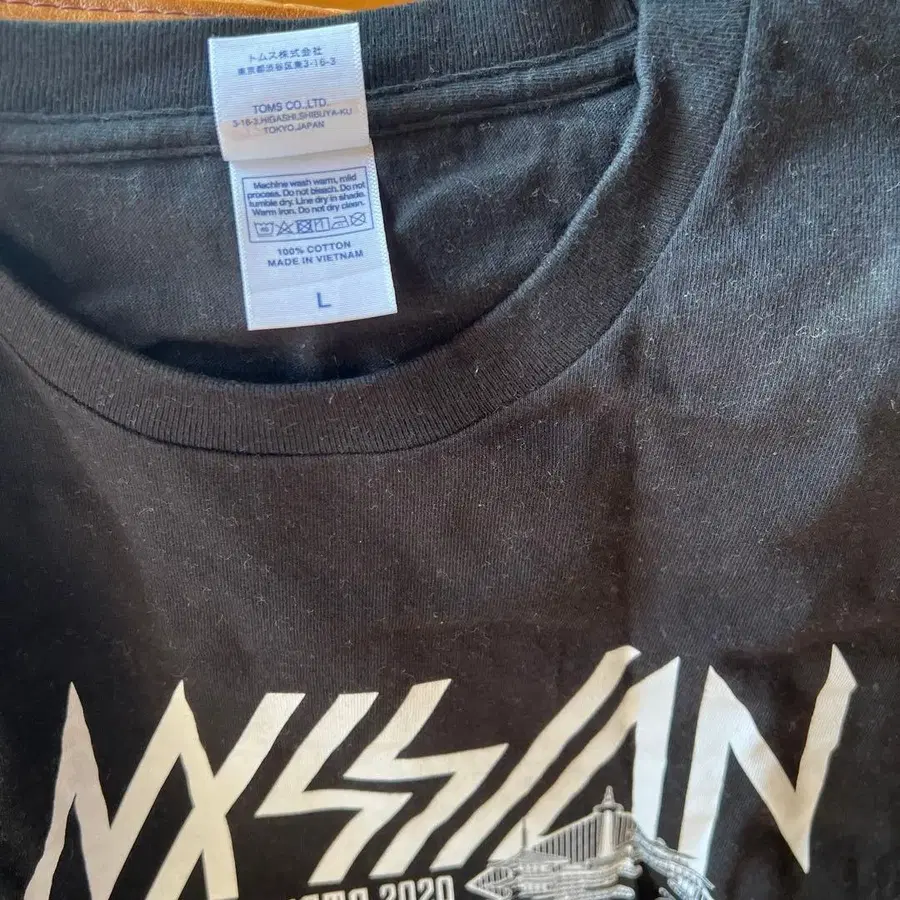 トムス株式会社
東京都渋谷区東3-16-3
TOMS CO.,LTD.
3-16-3,HIGASHI,SHIBUYA-KU
TOKYO,JAPAN
Machine wash warm, mild
process. Do not bleach. Do not
tumble dry. Line dry in shade.
Warm iron. Do not dry clean.
100% COTTON
MADE IN VIETNAM
L
2020